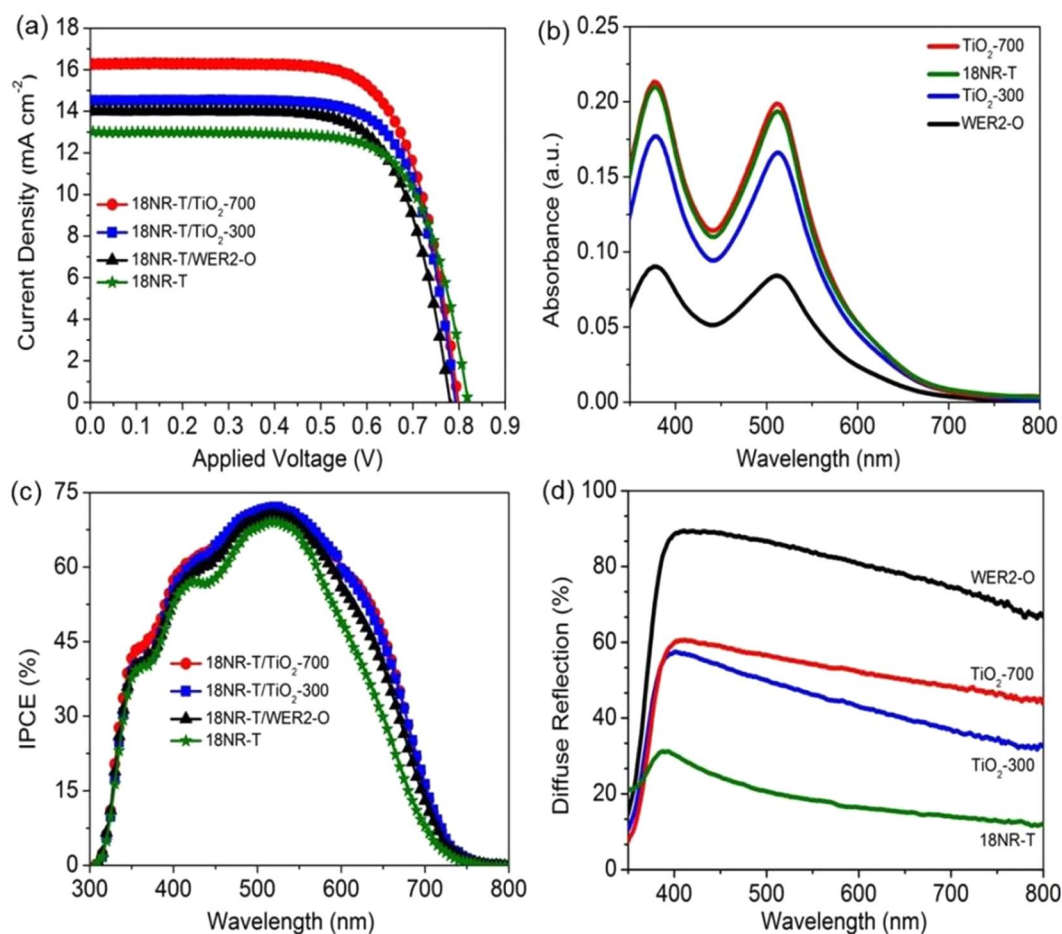 (a)
18
16
14
12
10
8
6
4
2
0
Current Density (mA cm⁻²)
18NR-T/TiO₂-700
18NR-T/TiO₂-300
18NR-T/WER2-O
18NR-T
0.0 0.1 0.2 0.3 0.4 0.5 0.6 0.7 0.8 0.9
Applied Voltage (V)
(b)
0.25
0.20
0.15
0.10
0.05
0.00
Absorbance (a.u.)
TiO₂-700
18NR-T
TiO₂-300
WER2-O
400 500 600 700 800
Wavelength (nm)
(c)
75
60
45
30
15
0
IPCE (%)
18NR-T/TiO₂-700
18NR-T/TiO₂-300
18NR-T/WER2-O
18NR-T
300 400 500 600 700 800
Wavelength (nm)
(d)
100
80
60
40
20
0
Diffuse Reflection (%)
WER2-O
TiO₂-700
TiO₂-300
18NR-T
400 500 600 700 800
Wavelength (nm)